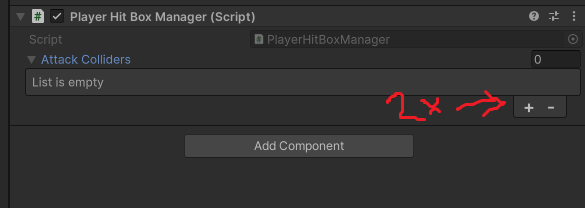 # Player Hit Box Manager (Script)
Script # PlayerHitBoxManager
Attack Colliders 0
List is empty
2x → + -
Add Component